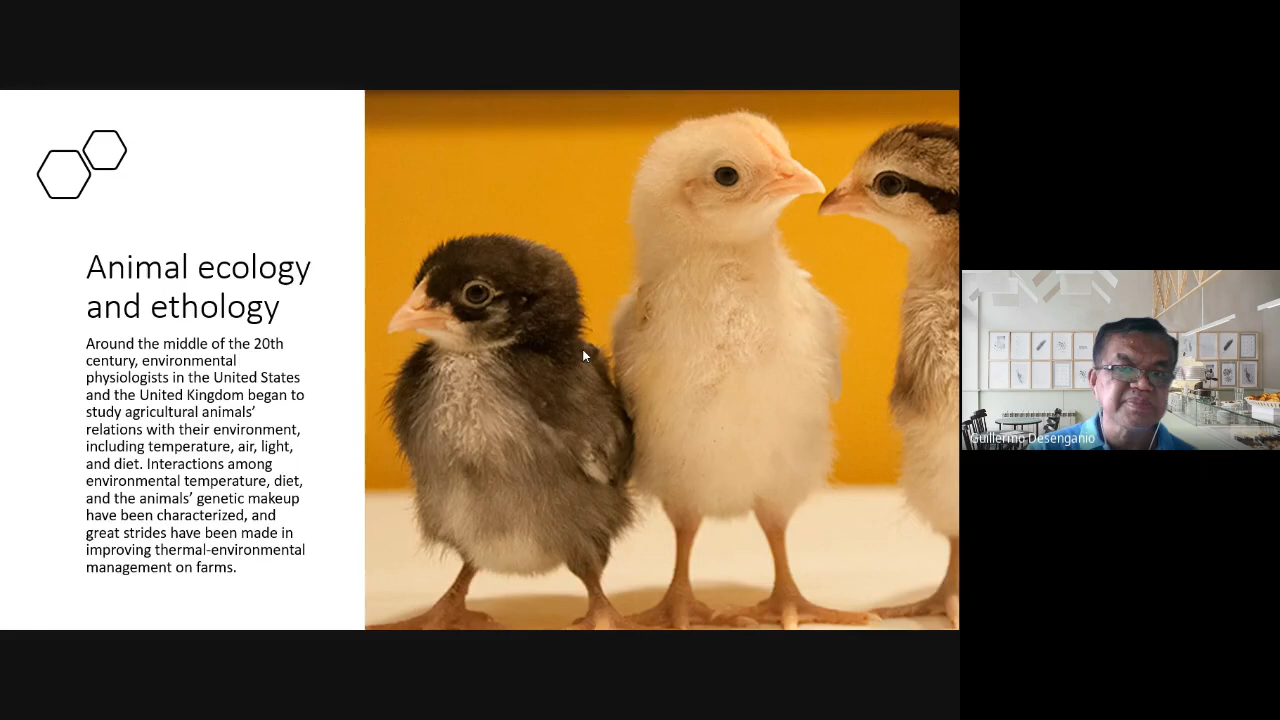 Animal ecology
and ethology
Around the middle of the 20th
century, environmental
physiologists in the United States
and the United Kingdom began to
study agricultural animals’
relations with their environment,
including temperature, air, light,
and diet. Interactions among
environmental temperature, diet,
and the animals’ genetic makeup
have been characterized, and
great strides have been made in
improving thermal-environmental
management on farms.
Guillermo Desenganio